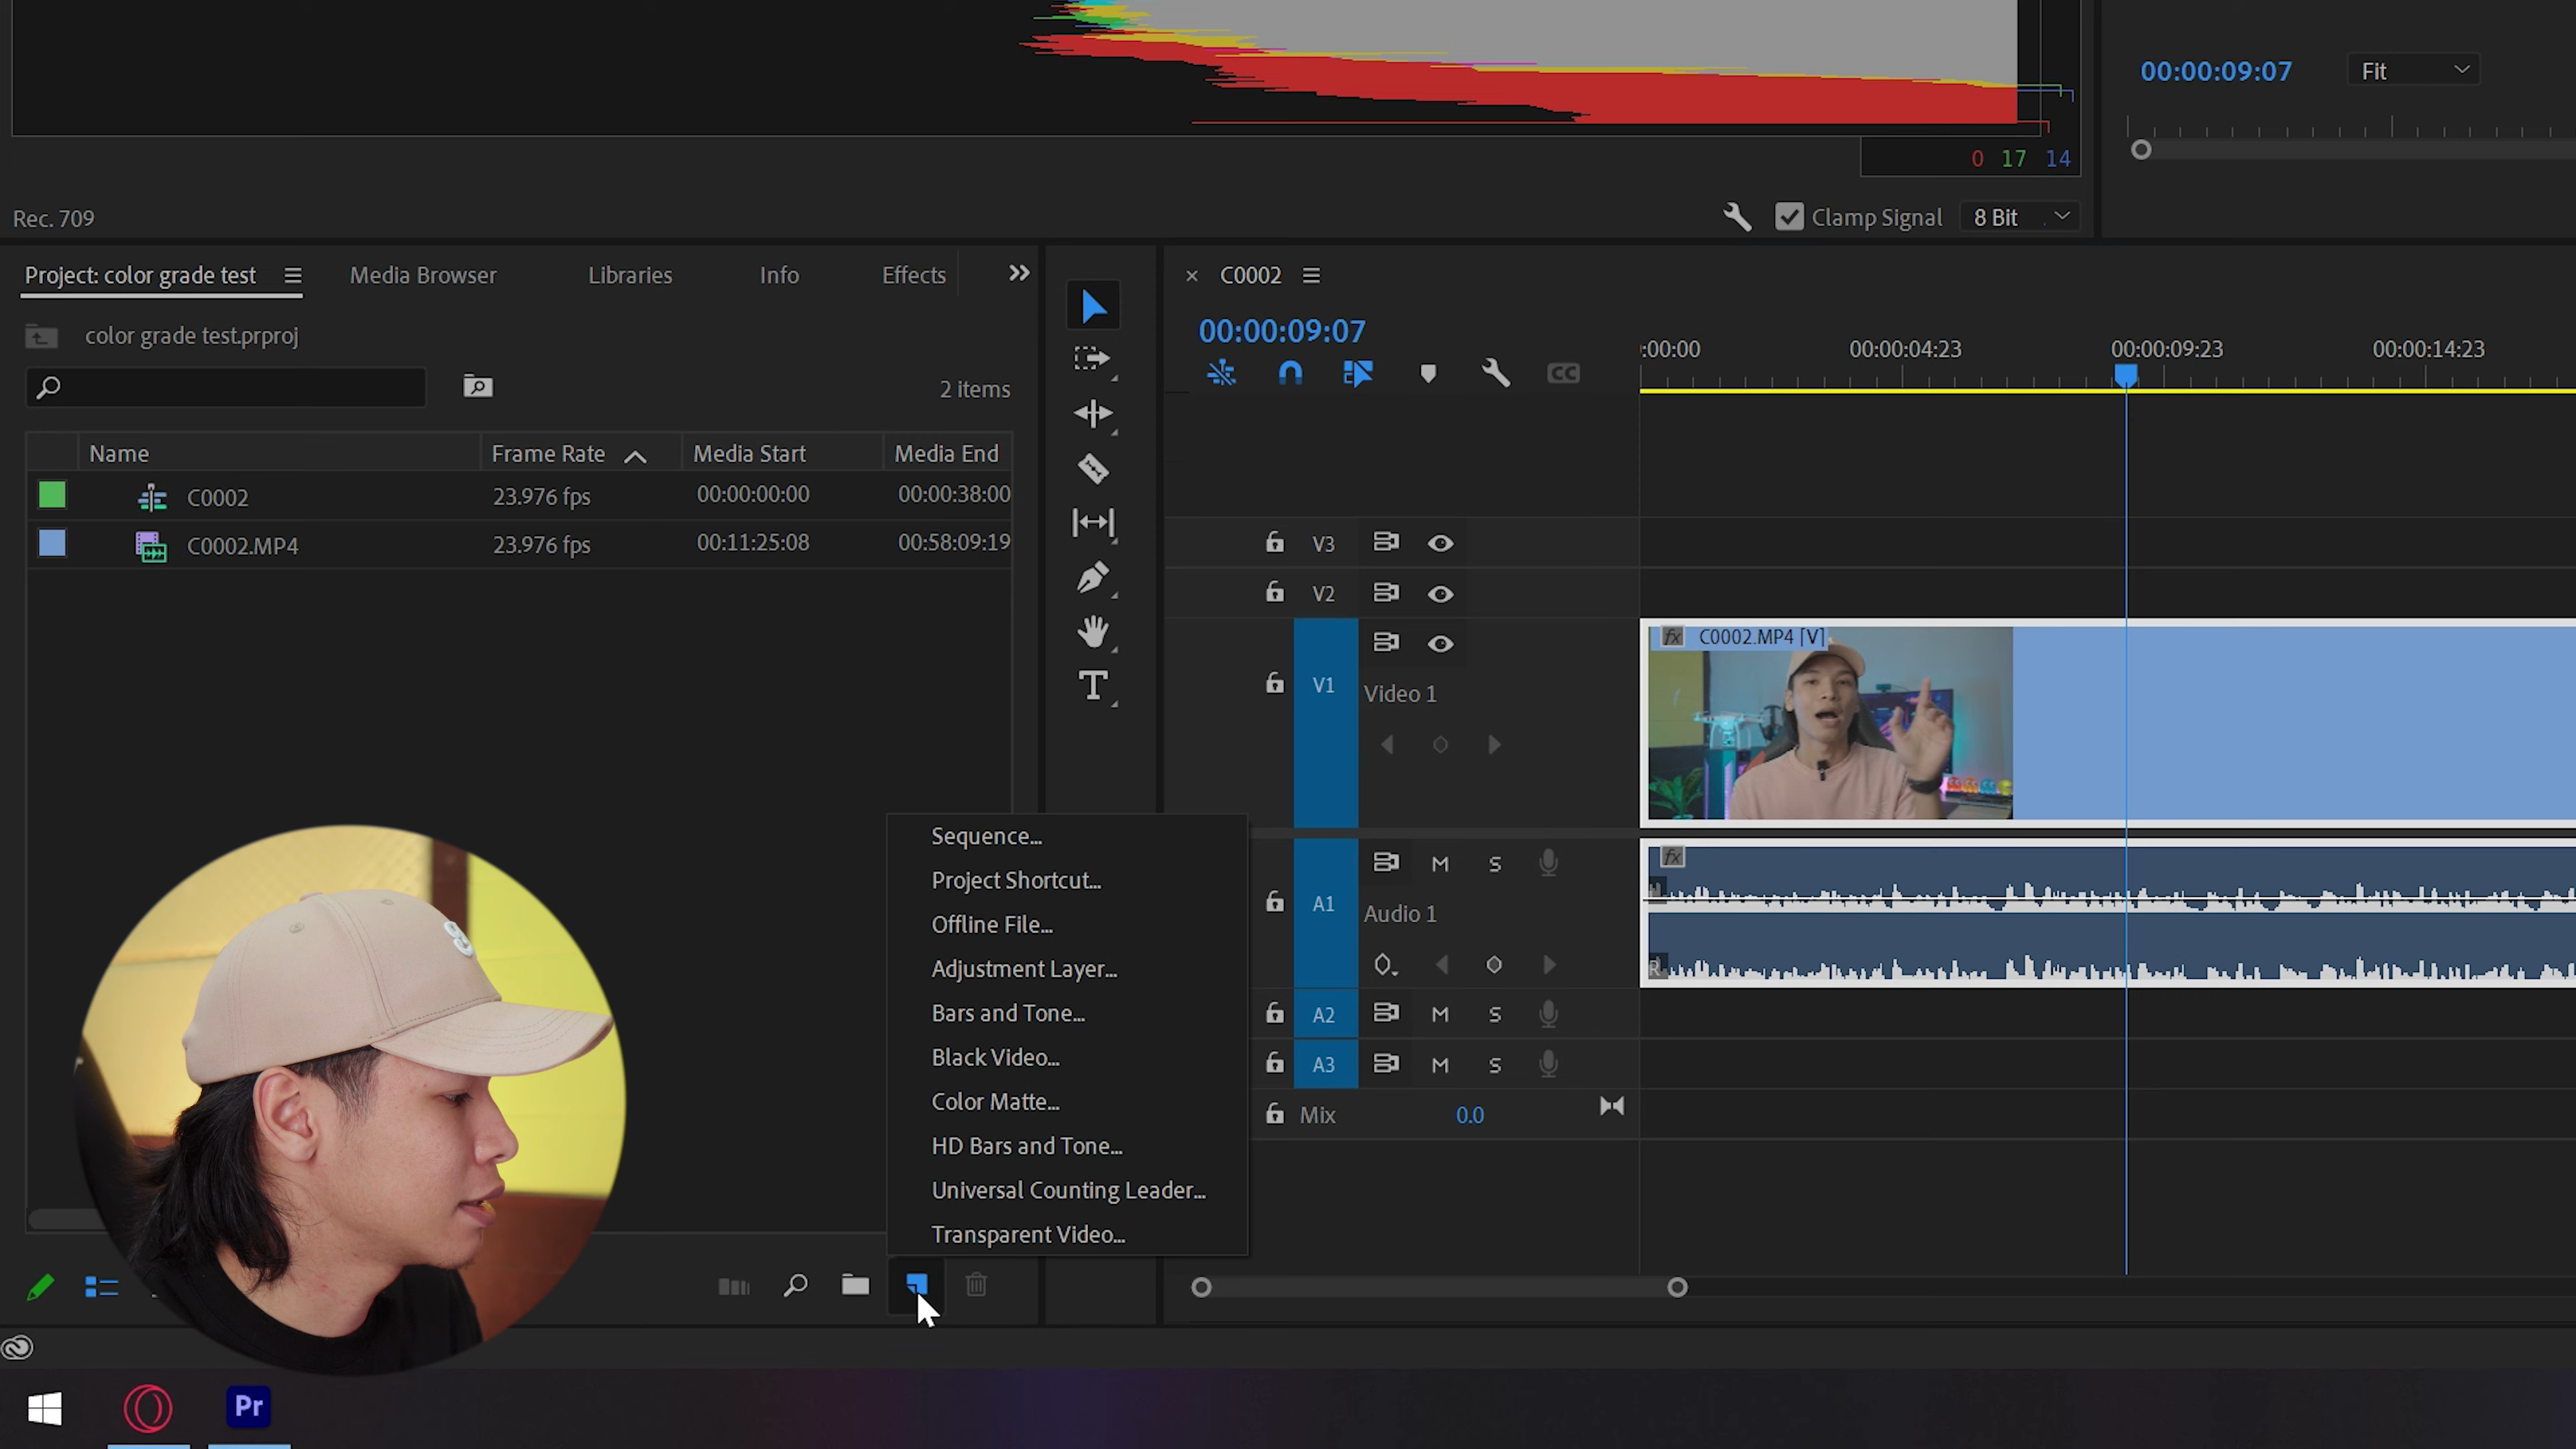 00:00:09:07 Fit
0 17 14
Rec. 709 Clamp Signal 8 Bit
Project: color grade test Media Browser Libraries Info Effects
C0002
color grade test.prproj
00:00:09:07
2 items
:00:00 00:00:04:23 00:00:09:23 00:00:14:23
CC
Name Frame Rate Media Start Media End
C0002 23.976 fps 00:00:00:00 00:00:38:00
C0002.MP4 23.976 fps 00:11:25:08 00:58:09:19
T
V3
V2
V1 Video 1
fx C0002.MP4 [V]
Sequence...
Project Shortcut...
Offline File...
Adjustment Layer...
Bars and Tone...
Black Video...
Color Matte...
HD Bars and Tone...
Universal Counting Leader...
Transparent Video...
A1 M S
Audio 1
fx
R
A2 M S
A3 M S
Mix 0.0
Pr